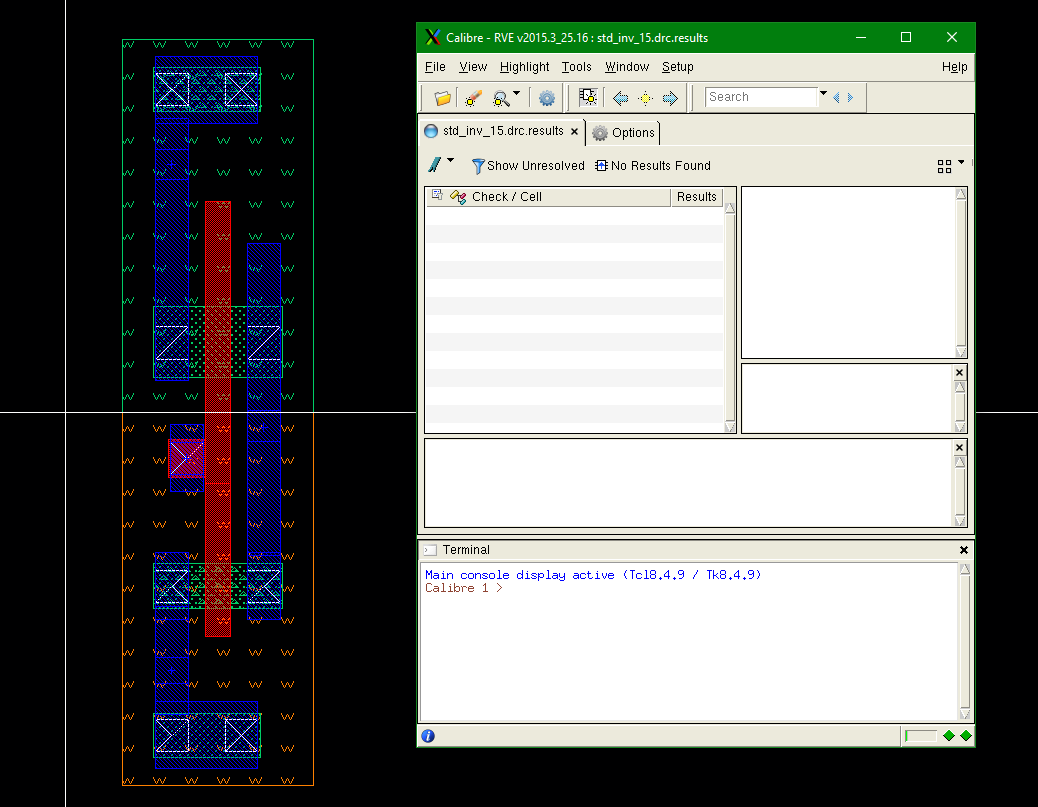 Calibre - RVE v2015.3_25.16 : std_inv_15.drc.results
File View Highlight Tools Window Setup Help
Search
std_inv_15.drc.results Options
Show Unresolved No Results Found
Check / Cell Results
Terminal
Main console display active (Tcl8.4.9 / Tk8.4.9)
Calibre 1 >